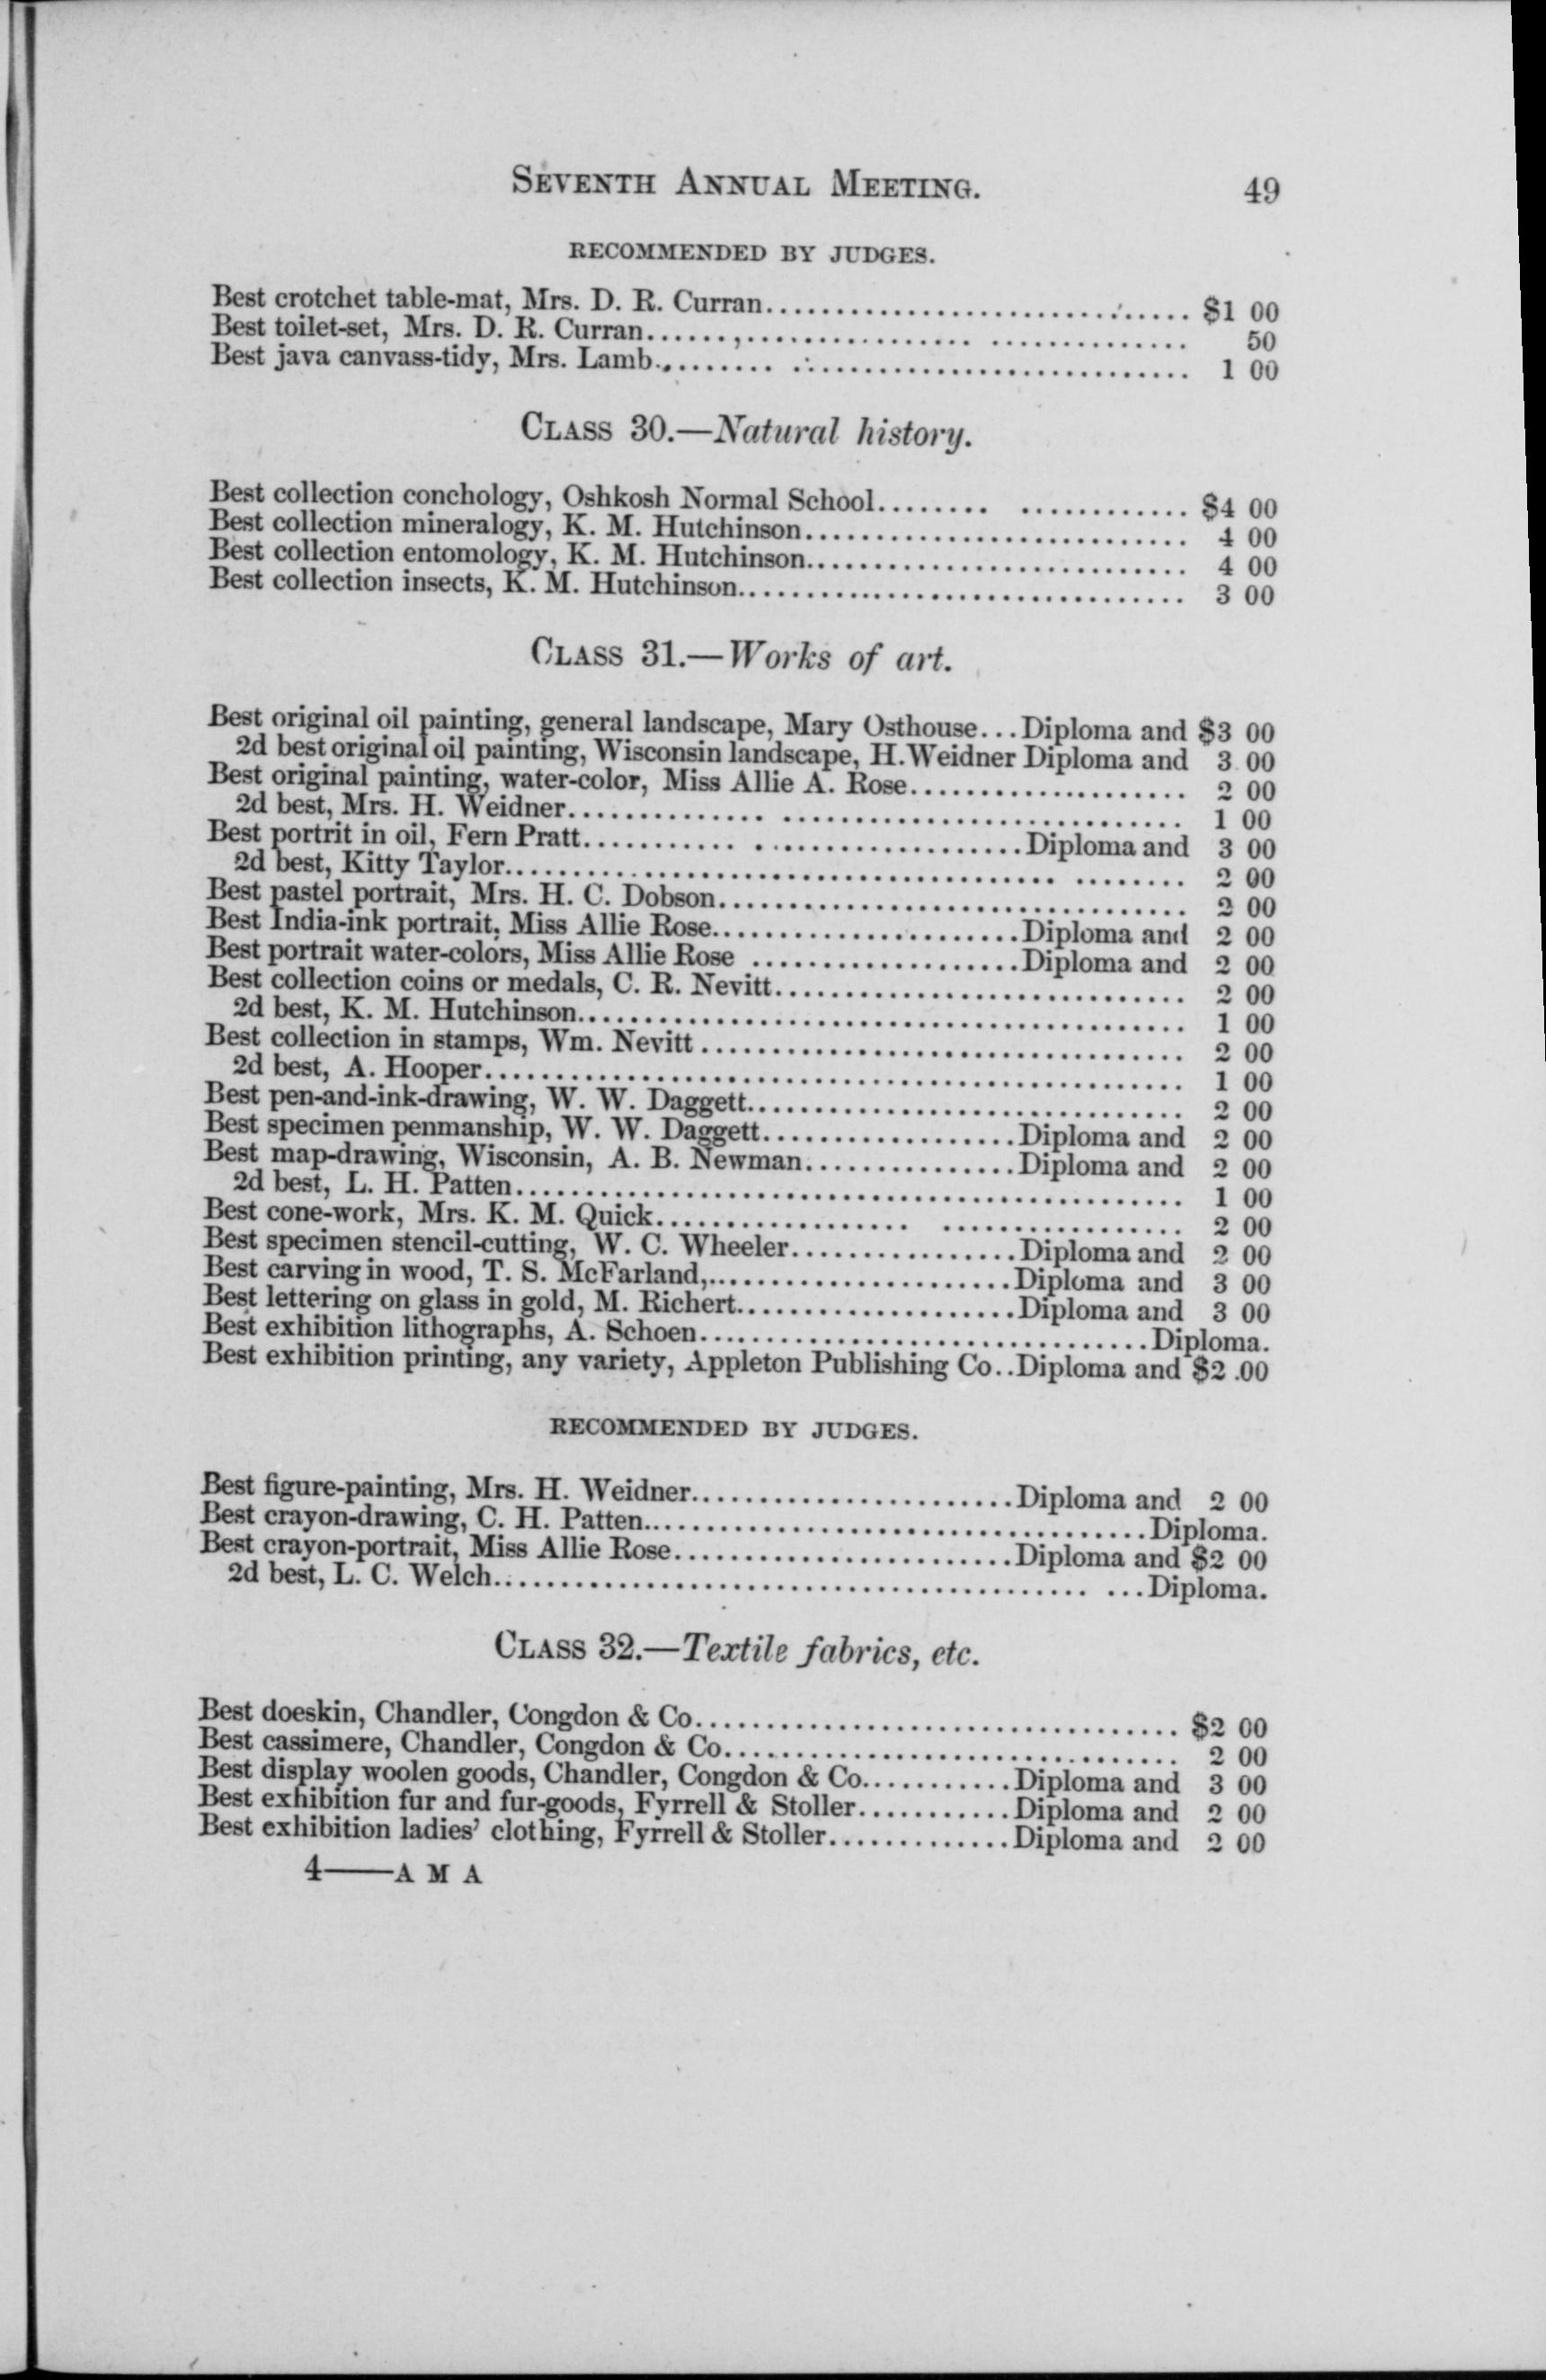 SEVENTH ANNUAL MEETING. 49
RECOMMENDED BY JUDGES.
Best crotchet table-mat, Mrs. D. R. Curran.............................. $1 00
Best toilet-set, Mrs. D. R. Curran......,................ .............. 50
Best java canvass-tidy, Mrs. Lamb.......... ............................ 1 00
CLASS 30.—Natural history.
Best collection conchology, Oshkosh Normal School........ ............ $4 00
Best collection mineralogy, K. M. Hutchinson............................ 4 00
Best collection entomology, K. M. Hutchinson............................ 4 00
Best collection insects, K. M. Hutchinson................................ 3 00
CLASS 31.—Works of art.
Best original oil painting, general landscape, Mary Osthouse...Diploma and $3 00
2d best original oil painting, Wisconsin landscape, H. Weidner Diploma and 3 00
Best original painting, water-color, Miss Allie A. Rose.................... 2 00
2d best, Mrs. H. Weidner.............. ............................. 1 00
Best portrit in oil, Fern Pratt........... ...................Diploma and 3 00
2d best, Kitty Taylor....................................... ........ 2 00
Best pastel portrait, Mrs. H. C. Dobson.................................. 2 00
Best India-ink portrait, Miss Allie Rose......................Diploma and 2 00
Best portrait water-colors, Miss Allie Rose ...................Diploma and 2 00
Best collection coins or medals, C. R. Nevitt.............................. 2 00
2d best, K. M. Hutchinson............................................ 1 00
Best collection in stamps, Wm. Nevitt................................... 2 00
2d best, A. Hooper................................................... 1 00
Best pen-and-ink-drawing, W. W. Daggett............................... 2 00
Best specimen penmanship, W. W. Daggett..................Diploma and 2 00
Best map-drawing, Wisconsin, A. B. Newman...............Diploma and 2 00
2d best, L. H. Patten................................................. 1 00
Best cone-work, Mrs. K. M. Quick.................. ................. 2 00
Best specimen stencil-cutting, W. C. Wheeler................Diploma and 2 00
Best carving in wood, T. S. McFarland,......................Diploma and 3 00
Best lettering on glass in gold, M. Richert....................Diploma and 3 00
Best exhibition lithographs, A. Schoen................................Diploma.
Best exhibition printing, any variety, Appleton Publishing Co..Diploma and $2 .00
RECOMMENDED BY JUDGES.
Best figure-painting, Mrs. H. Weidner.......................Diploma and 2 00
Best crayon-drawing, C. H. Patten....................................Diploma.
Best crayon-portrait, Miss Allie Rose........................Diploma and $2 00
2d best, L. C. Welch.......................................... ...Diploma.
CLASS 32.—Textile fabrics, etc.
Best doeskin, Chandler, Congdon & Co................................... $2 00
Best cassimere, Chandler, Congdon & Co................................ 2 00
Best display woolen goods, Chandler, Congdon & Co...........Diploma and 3 00
Best exhibition fur and fur-goods, Fyrrell & Stoller...........Diploma and 2 00
Best exhibition ladies' clothing, Fyrrell & Stoller.............Diploma and 2 00
4——A M A